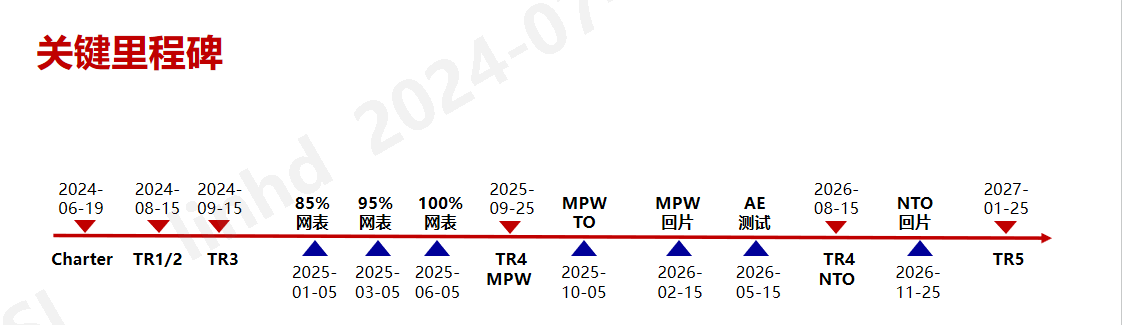 关键里程碑
linhd 2024-07-
SI
2024-
06-19
2024-
08-15
2024-
09-15
85%
网表
95%
网表
100%
网表
2025-
09-25
MPW
TO
MPW
回片
AE
测试
2026-
08-15
NTO
回片
2027-
01-25
Charter
TR1/2
TR3
2025-
01-05
2025-
03-05
2025-
06-05
TR4
MPW
2025-
10-05
2026-
02-15
2026-
05-15
TR4
NTO
2026-
11-25
TR5